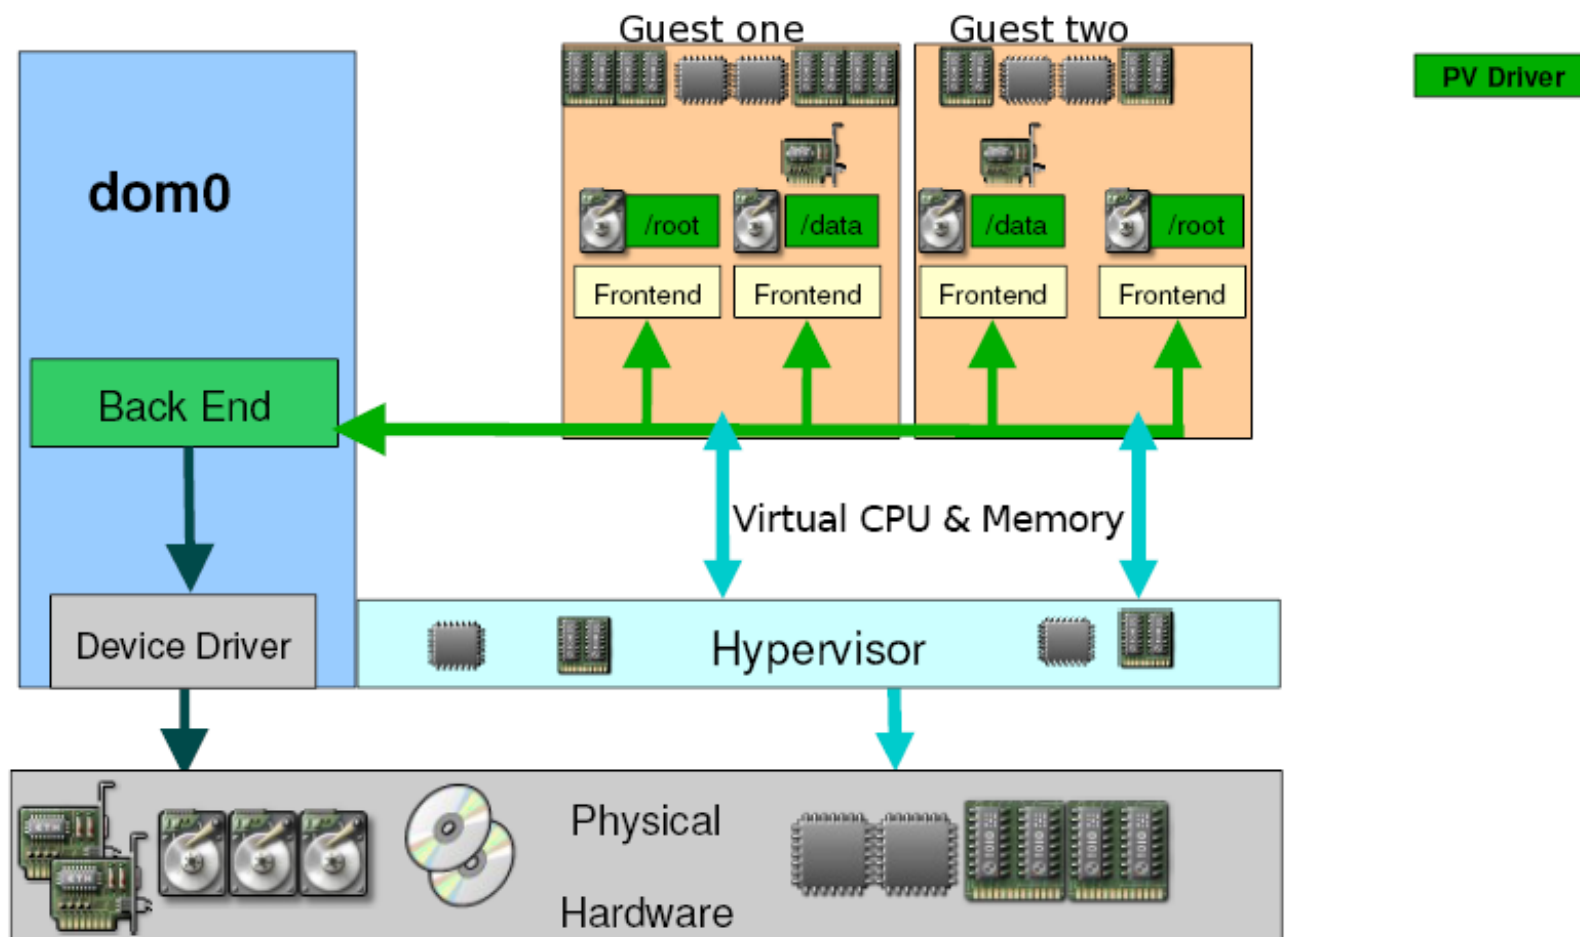 Guest one
Guest two
PV Driver
dom0
/root
/data
/data
/root
Frontend
Frontend
Frontend
Frontend
Back End
Virtual CPU & Memory
Device Driver
Hypervisor
Physical
Hardware